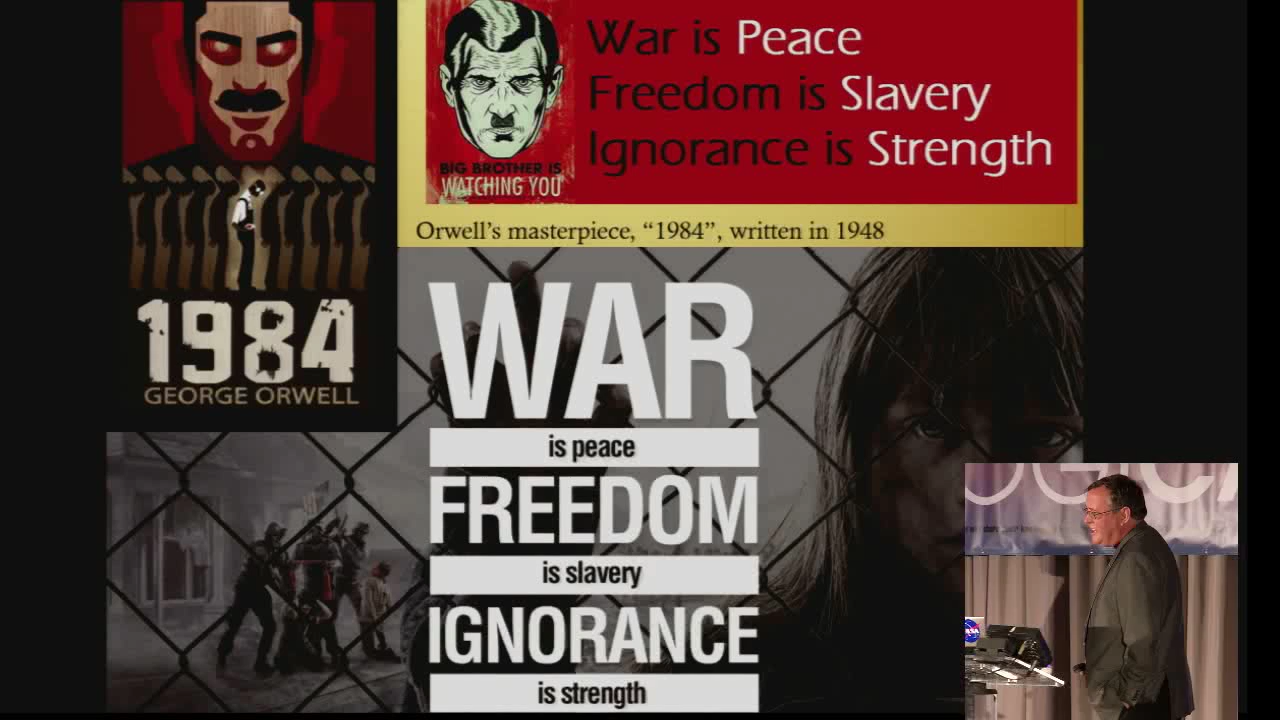 War is Peace
Freedom is Slavery
Ignorance is Strength
BIG BROTHER IS
WATCHING YOU
Orwell's masterpiece, “1984”, written in 1948
1984
GEORGE ORWELL
WAR
is peace
FREEDOM
is slavery
IGNORANCE
is strength